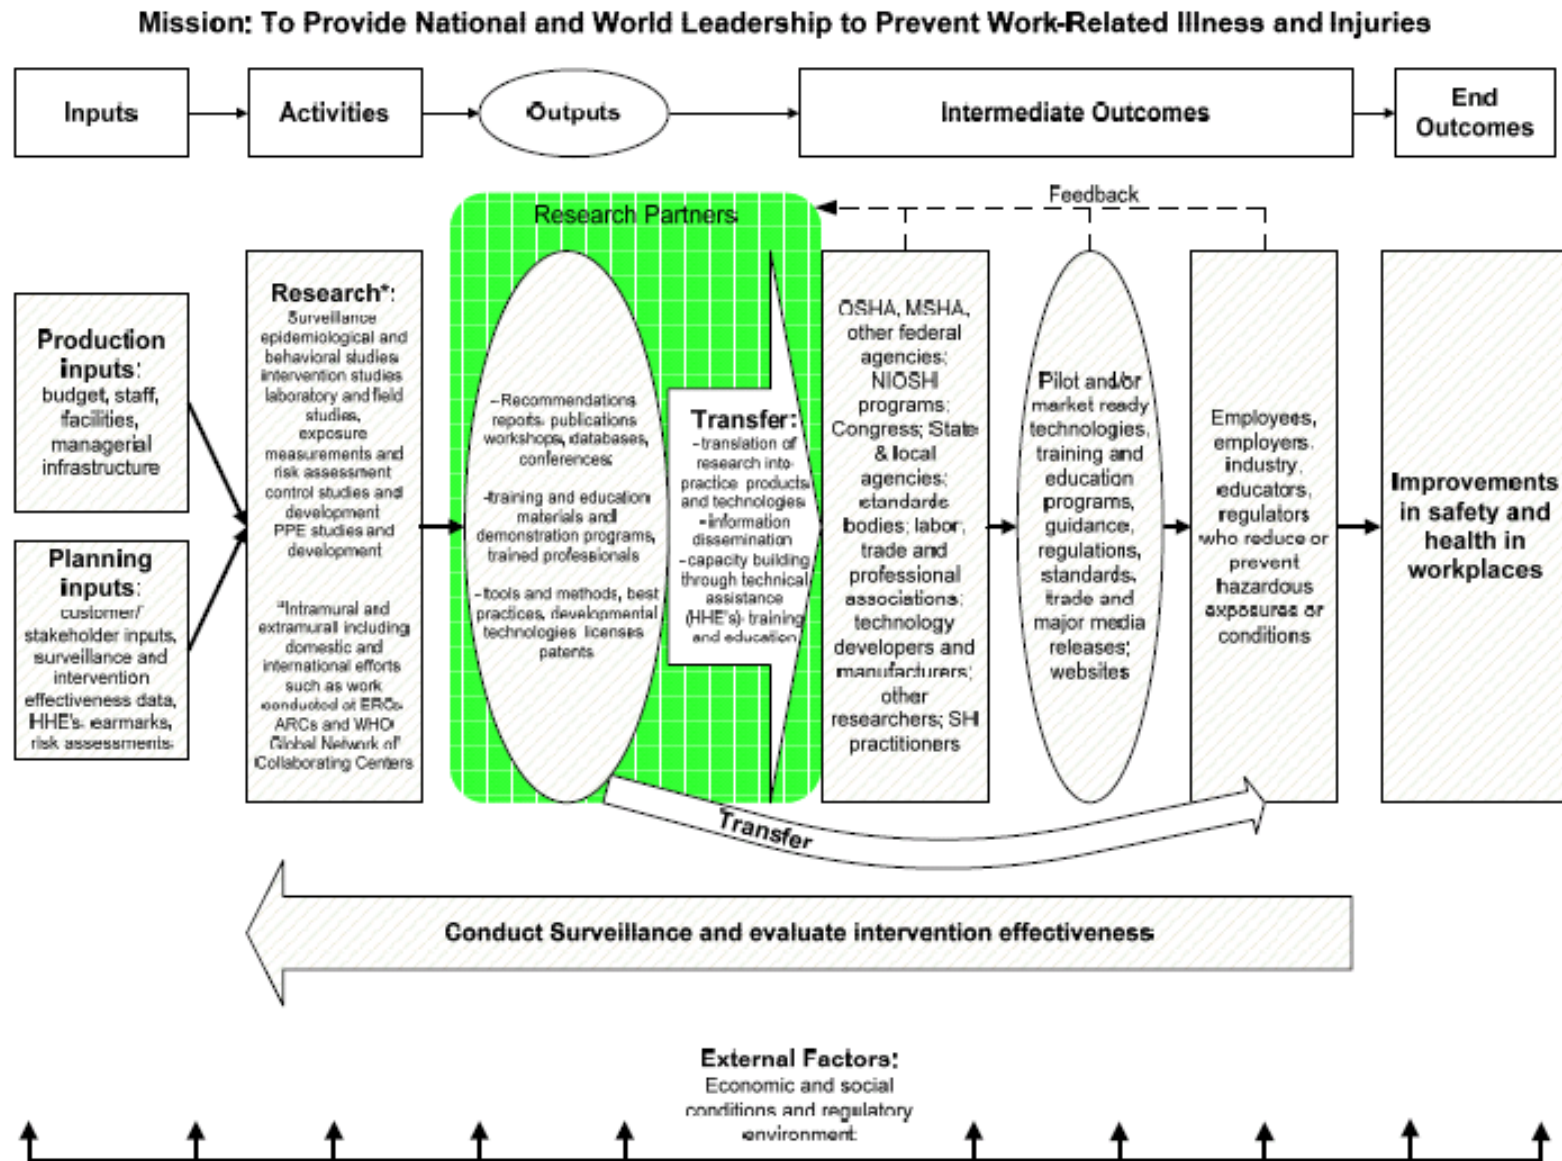 Mission: To Provide National and World Leadership to Prevent Work-Related Illness and Injuries
Inputs
Activities
Outputs
Intermediate Outcomes
End
Outcomes
Feedback
Research Partners
Production
inputs:
budget, staff,
facilities,
managerial
infrastructure
Planning
inputs:
customer/
stakeholder inputs,
surveillance and
intervention
effectiveness data,
HHE's, earmarks,
risk assessments
Research*:
Surveillance
epidemiological and
behavioral studies
intervention studies
laboratory and field
studies,
exposure
measurements and
risk assessment
control studies and
development
PPE studies and
development
*Intramural and
extramural including
domestic and
international efforts
such as work
conducted at ERCs,
ARCs and WHO
Global Network of
Collaborating Centers
-Recommendations
reports, publications
workshops, databases,
conferences,
-training and education
materials and
demonstration programs,
trained professionals
-tools and methods, best
practices, developmental
technologies licenses
patents
Transfer:
-translation of
research into
practice products
and technologies
-information
dissemination
-capacity building
through technical
assistance
(HHE's), training
and education
OSHA, MSHA,
other federal
agencies;
NIOSH
programs;
Congress; State
& local
agencies;
standards
bodies; labor,
trade and
professional
associations;
technology
developers and
manufacturers;
other
researchers; SH
practitioners
Pilot and/or
market ready
technologies,
training and
education
programs,
guidance,
regulations,
standards,
trade and
major media
releases;
websites
Employees,
employers,
industry,
educators,
regulators
who reduce or
prevent
hazardous
exposures or
conditions
Improvements
in safety and
health in
workplaces
Transfer
Conduct Surveillance and evaluate intervention effectiveness
External Factors:
Economic and social
conditions and regulatory
environment